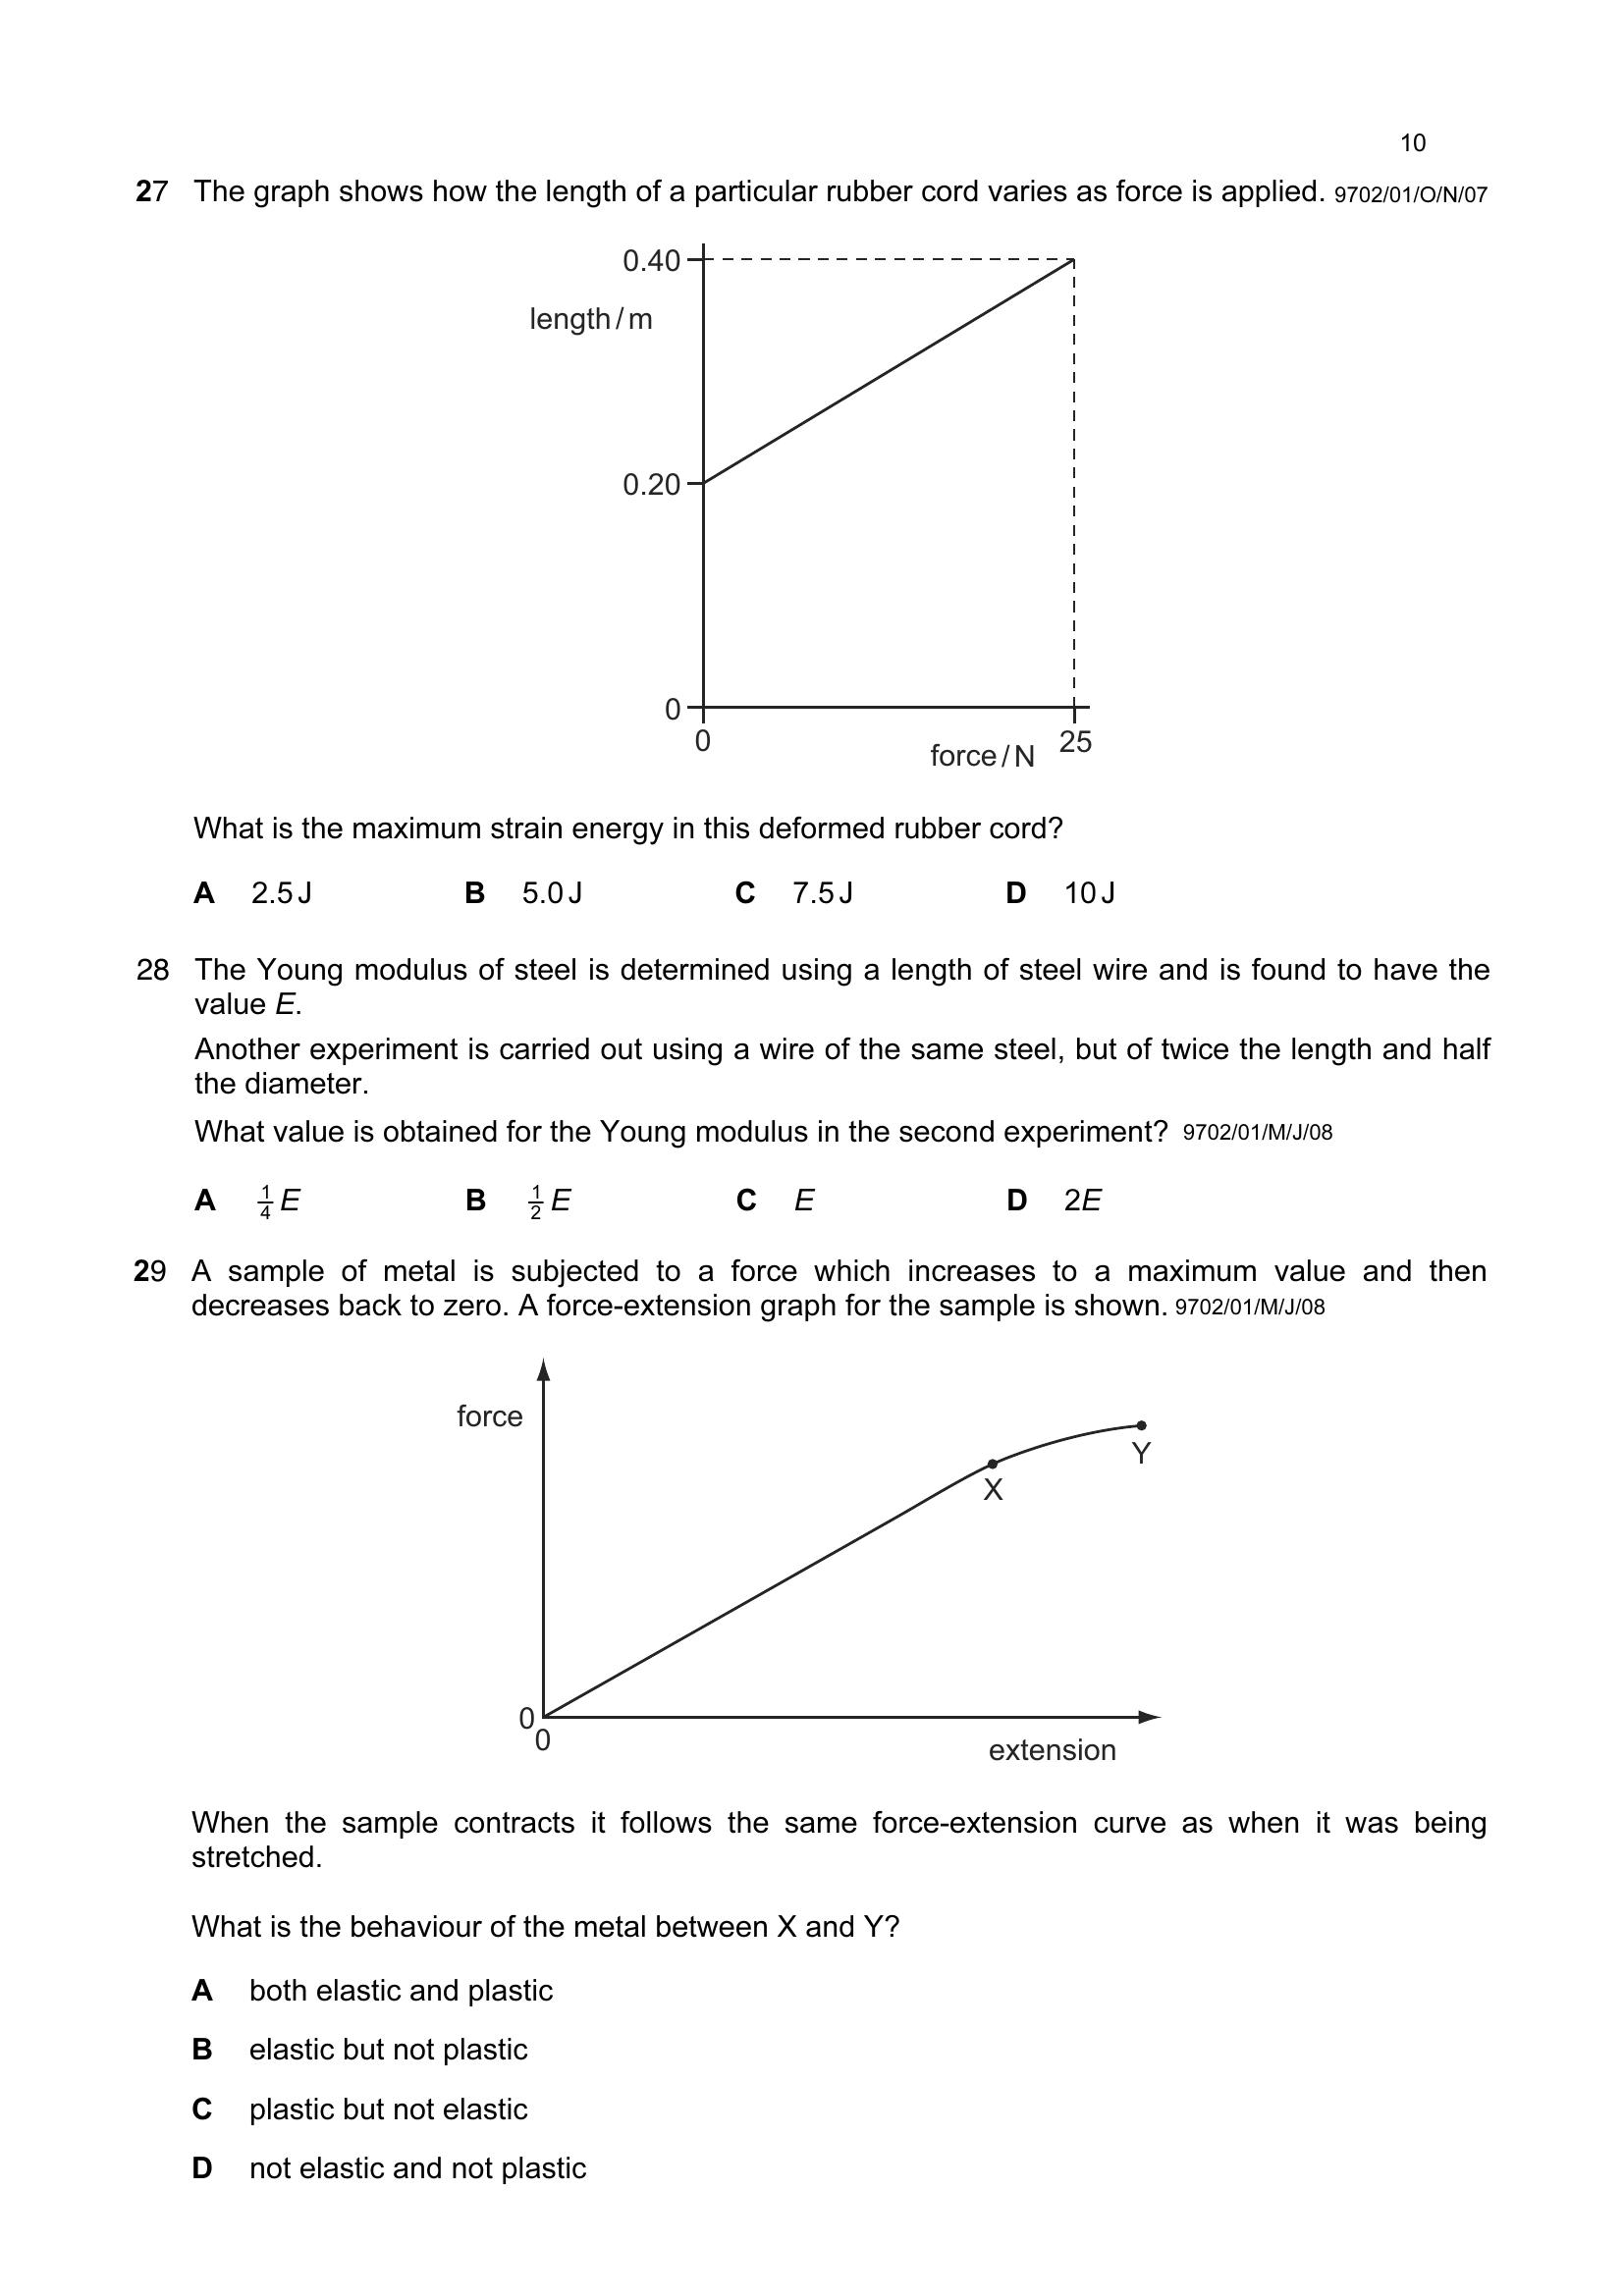 10
27 The graph shows how the length of a particular rubber cord varies as force is applied. 9702/01/O/N/07
0.40
length / m
0.20
0
0
force / N
25
What is the maximum strain energy in this deformed rubber cord?
A 2.5 J B 5.0 J C 7.5 J D 10 J
28 The Young modulus of steel is determined using a length of steel wire and is found to have the
value E.
Another experiment is carried out using a wire of the same steel, but of twice the length and half
the diameter.
What value is obtained for the Young modulus in the second experiment? 9702/01/M/J/08
A 1/4 E B 1/2 E C E D 2E
29 A sample of metal is subjected to a force which increases to a maximum value and then
decreases back to zero. A force-extension graph for the sample is shown. 9702/01/M/J/08
force
Y
X
0
0
extension
When the sample contracts it follows the same force-extension curve as when it was being
stretched.
What is the behaviour of the metal between X and Y?
A both elastic and plastic
B elastic but not plastic
C plastic but not elastic
D not elastic and not plastic